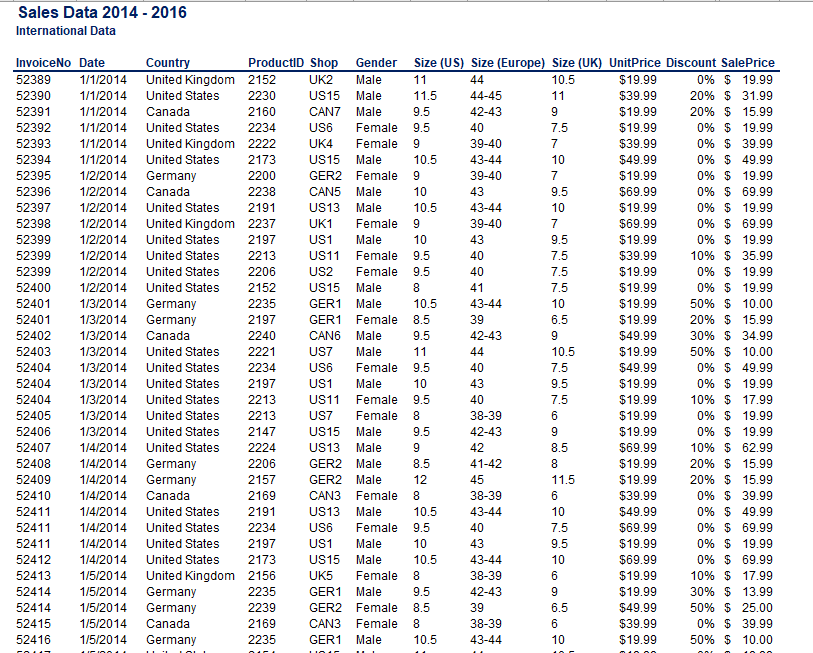 Sales Data 2014 - 2016
International Data
InvoiceNo Date Country ProductID Shop Gender Size (US) Size (Europe) Size (UK) UnitPrice Discount SalePrice
52389 1/1/2014 United Kingdom 2152 UK2 Male 11 44 10.5 $19.99 0% $ 19.99
52390 1/1/2014 United States 2230 US15 Male 11.5 44-45 11 $39.99 20% $ 31.99
52391 1/1/2014 Canada 2160 CAN7 Male 9.5 42-43 9 $19.99 20% $ 15.99
52392 1/1/2014 United States 2234 US6 Female 9.5 40 7.5 $19.99 0% $ 19.99
52393 1/1/2014 United Kingdom 2222 UK4 Female 9 39-40 7 $39.99 0% $ 39.99
52394 1/1/2014 United States 2173 US15 Male 10.5 43-44 10 $49.99 0% $ 49.99
52395 1/2/2014 Germany 2200 GER2 Female 9 39-40 7 $19.99 0% $ 19.99
52396 1/2/2014 Canada 2238 CAN5 Male 10 43 9.5 $69.99 0% $ 69.99
52397 1/2/2014 United States 2191 US13 Male 10.5 43-44 10 $19.99 0% $ 19.99
52398 1/2/2014 United Kingdom 2237 UK1 Female 9 39-40 7 $69.99 0% $ 69.99
52399 1/2/2014 United States 2197 US1 Male 10 43 9.5 $19.99 0% $ 19.99
52399 1/2/2014 United States 2213 US11 Female 9.5 40 7.5 $39.99 10% $ 35.99
52399 1/2/2014 United States 2206 US2 Female 9.5 40 7.5 $19.99 0% $ 19.99
52400 1/2/2014 United States 2152 US15 Male 8 41 7.5 $19.99 0% $ 19.99
52401 1/3/2014 Germany 2235 GER1 Male 10.5 43-44 10 $19.99 50% $ 10.00
52401 1/3/2014 Germany 2197 GER1 Female 8.5 39 6.5 $19.99 20% $ 15.99
52402 1/3/2014 Canada 2240 CAN6 Male 9.5 42-43 9 $49.99 30% $ 34.99
52403 1/3/2014 United States 2221 US7 Male 11 44 10.5 $19.99 50% $ 10.00
52404 1/3/2014 United States 2234 US6 Female 9.5 40 7.5 $49.99 0% $ 49.99
52404 1/3/2014 United States 2197 US1 Male 10 43 9.5 $19.99 0% $ 19.99
52404 1/3/2014 United States 2213 US11 Female 9.5 40 7.5 $19.99 10% $ 17.99
52405 1/3/2014 United States 2213 US7 Female 8 38-39 6 $19.99 0% $ 19.99
52406 1/3/2014 United States 2147 US15 Male 9.5 42-43 9 $19.99 0% $ 19.99
52407 1/4/2014 United States 2224 US13 Male 9 42 8.5 $69.99 10% $ 62.99
52408 1/4/2014 Germany 2206 GER2 Male 8.5 41-42 8 $19.99 20% $ 15.99
52409 1/4/2014 Germany 2157 GER2 Male 12 45 11.5 $19.99 20% $ 15.99
52410 1/4/2014 Canada 2169 CAN3 Female 8 38-39 6 $39.99 0% $ 39.99
52411 1/4/2014 United States 2191 US13 Male 10.5 43-44 10 $49.99 0% $ 49.99
52411 1/4/2014 United States 2234 US6 Female 9.5 40 7.5 $69.99 0% $ 69.99
52411 1/4/2014 United States 2197 US1 Male 10 43 9.5 $19.99 0% $ 19.99
52412 1/4/2014 United States 2173 US15 Male 10.5 43-44 10 $69.99 0% $ 69.99
52413 1/5/2014 United Kingdom 2156 UK5 Female 8 38-39 6 $19.99 10% $ 17.99
52414 1/5/2014 Germany 2235 GER1 Male 9.5 42-43 9 $19.99 30% $ 13.99
52414 1/5/2014 Germany 2239 GER2 Female 8.5 39 6.5 $49.99 50% $ 25.00
52415 1/5/2014 Canada 2169 CAN3 Female 8 38-39 6 $39.99 0% $ 39.99
52416 1/5/2014 Germany 2235 GER1 Male 10.5 43-44 10 $19.99 50% $ 10.00